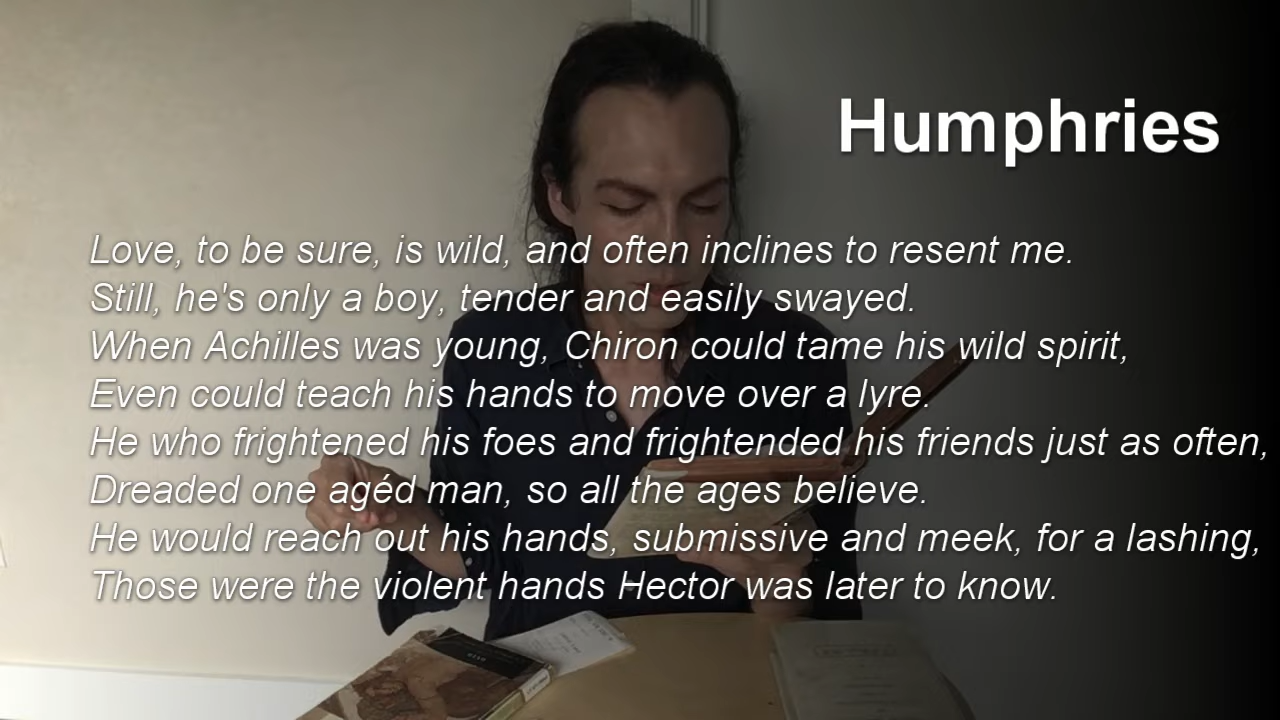 Humphries
Love, to be sure, is wild, and often inclines to resent me.
Still, he's only a boy, tender and easily swayed.
When Achilles was young, Chiron could tame his wild spirit,
Even could teach his hands to move over a lyre.
He who frightened his foes and frightended his friends just as often,
Dreaded one agéd man, so all the ages believe.
He would reach out his hands, submissive and meek, for a lashing,
Those were the violent hands Hector was later to know.